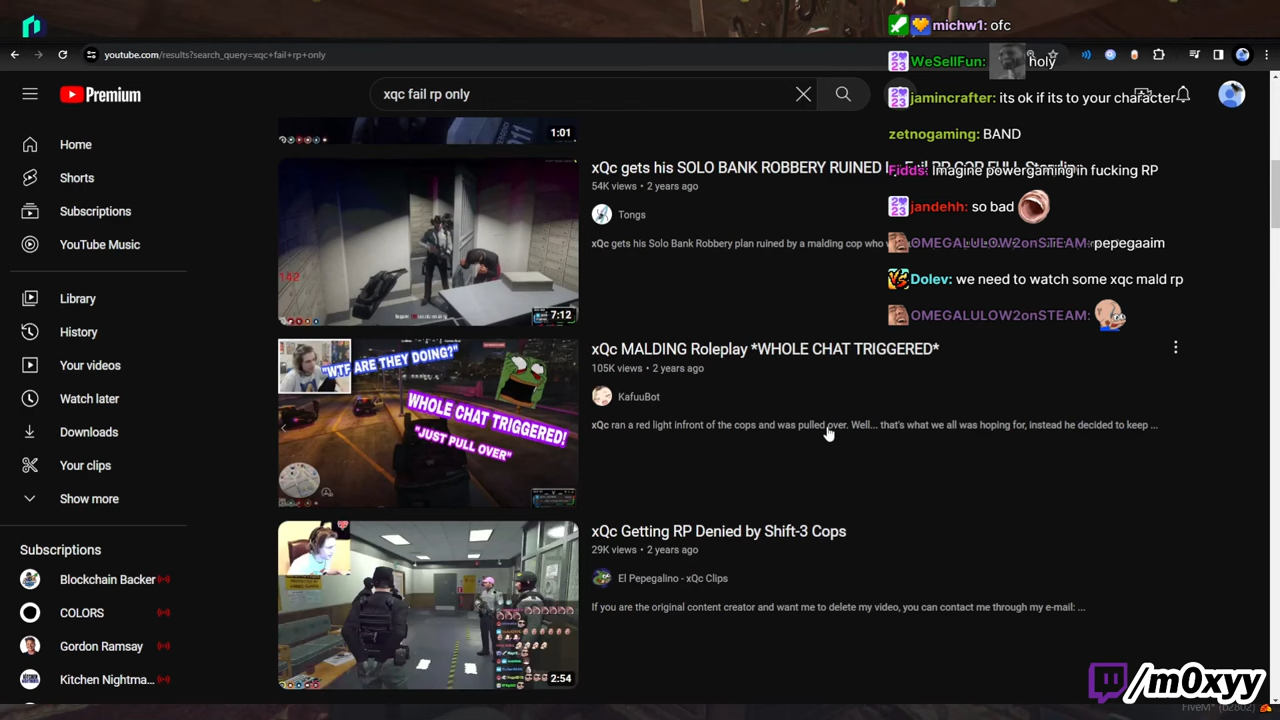 michw1: ofc
youtube.com/results?search_query=xqc+fail+rp+only
WeSellFun: holy
Premium
xqc fail rp only
jamincrafter: its ok if its to your character
zetnogaming: BAND
1:01
Home
Shorts
Subscriptions
YouTube Music
Library
History
Your videos
Watch later
Downloads
Your clips
Show more
Subscriptions
Blockchain Backer
COLORS
Gordon Ramsay
Kitchen Nightma...
xQc gets his SOLO BANK ROBBERY RUINED
54K views • 2 years ago
Tongs
xQc gets his Solo Bank Robbery plan ruined by a malding cop who
142
7:12
Fidds: imagine powergaming in fucking RP
jandehh: so bad
OMEGALULOW2onSTEAM: pepegaaim
Dolev: we need to watch some xqc mald rp
OMEGALULOW2onSTEAM:
"WTF ARE THEY DOING?"
WHOLE CHAT TRIGGERED!
"JUST PULL OVER"
xQc MALDING Roleplay *WHOLE CHAT TRIGGERED*
105K views • 2 years ago
KafuuBot
xQc ran a red light infront of the cops and was pulled over. Well... that's what we all was hoping for, instead he decided to keep ...
xQc Getting RP Denied by Shift-3 Cops
29K views • 2 years ago
El Pepegalino - xQc Clips
If you are the original content creator and want me to delete my video, you can contact me through my e-mail: ...
2:54
/m0xyy
FiveM* (b2802)